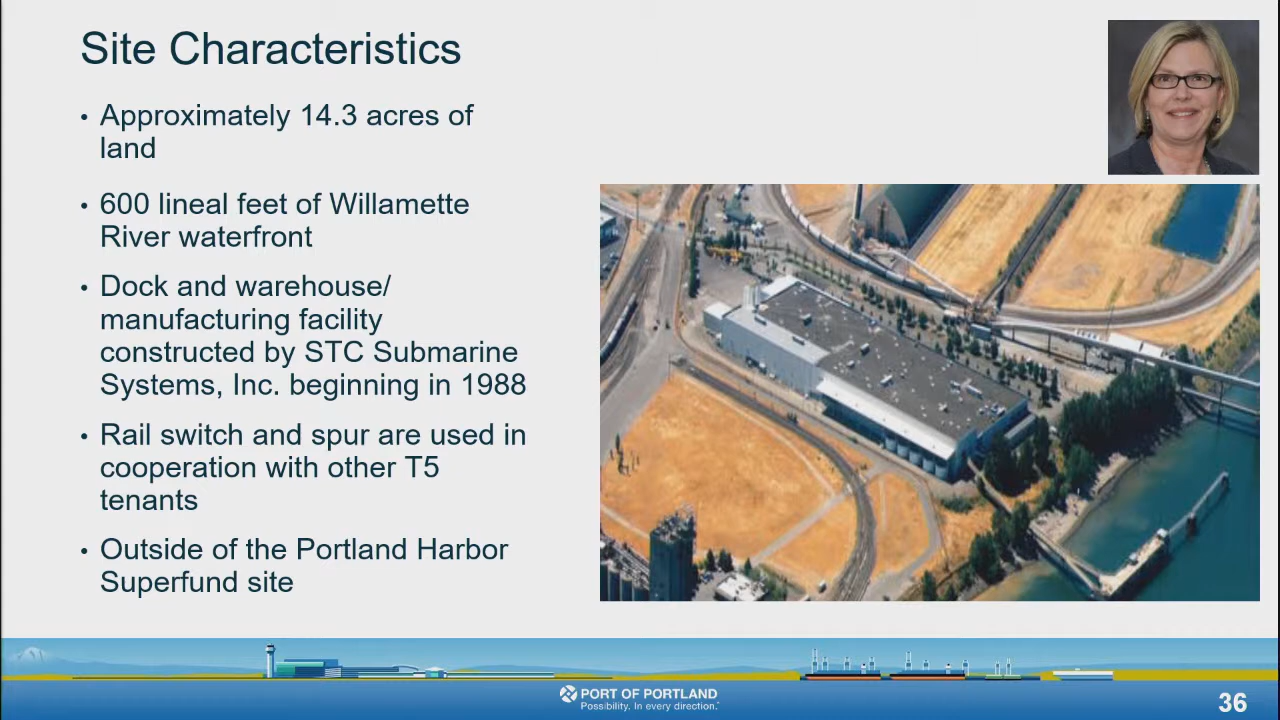 Site Characteristics
• Approximately 14.3 acres of
land
• 600 lineal feet of Willamette
River waterfront
• Dock and warehouse/
manufacturing facility
constructed by STC Submarine
Systems, Inc. beginning in 1988
• Rail switch and spur are used in
cooperation with other T5
tenants
• Outside of the Portland Harbor
Superfund site
PORT OF PORTLAND
Possibility. In every direction.
36